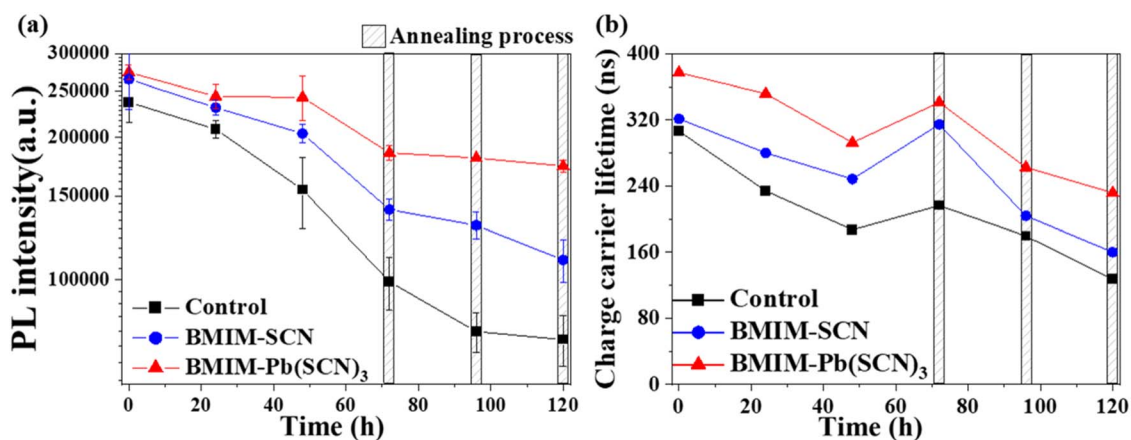 (a)
Annealing process
(b)
PL intensity(a.u.)
300000
250000
200000
150000
100000
Control
BMIM-SCN
BMIM-Pb(SCN)₃
0 20 40 60 80 100 120
Time (h)
Charge carrier lifetime (ns)
400
320
240
160
80
0
Control
BMIM-SCN
BMIM-Pb(SCN)₃
0 20 40 60 80 100 120
Time (h)